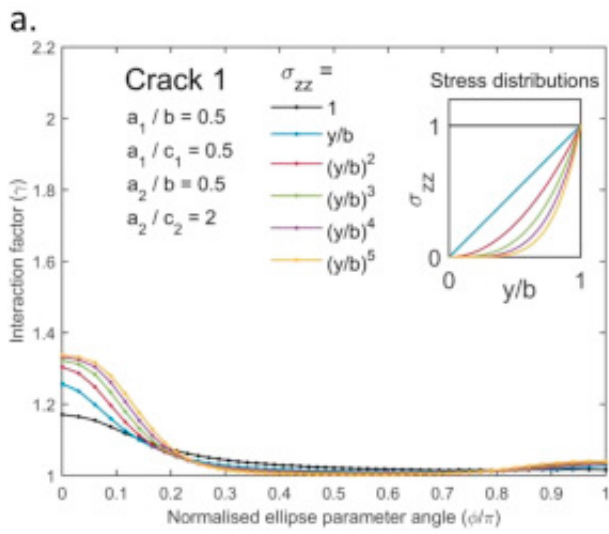 a.
2.2
2
1.8
1.6
1.4
1.2
1
Interaction factor (γ)
Crack 1
a₁ / b = 0.5
a₁ / c₁ = 0.5
a₂ / b = 0.5
a₂ / c₂ = 2
σ_zz =
1
y/b
(y/b)²
(y/b)³
(y/b)⁴
(y/b)⁵
Stress distributions
1
σ_zz
0
0 1
y/b
0 0.1 0.2 0.3 0.4 0.5 0.6 0.7 0.8 0.9 1
Normalised ellipse parameter angle (ϕ/π)